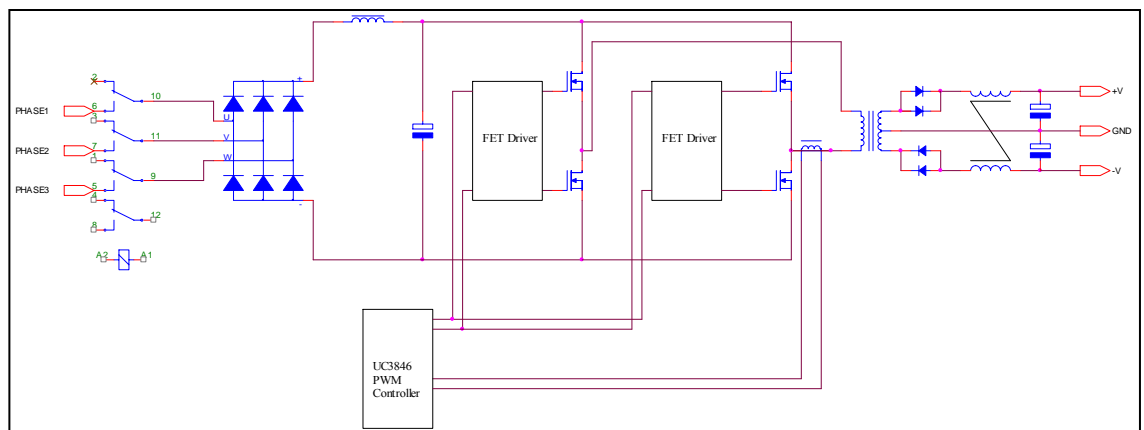 2
10
PHASE1
6
3
U
+
11
PHASE2
7
1
V
9
W
PHASE3
5
4
12
8
-
A2
A1
FET Driver
FET Driver
+V
GND
-V
UC3846
PWM
Controller